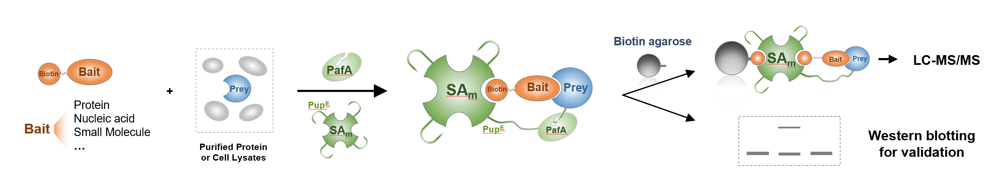 Biotin
Bait
Bait
Protein
Nucleic acid
Small Molecule
...
+
Prey
Purified Protein
or Cell Lysates
PafA
PupE
SAm
SAm
Biotin
Bait
Prey
PupE
PafA
Biotin agarose
SAm
Bait
Prey
LC-MS/MS
Western blotting
for validation